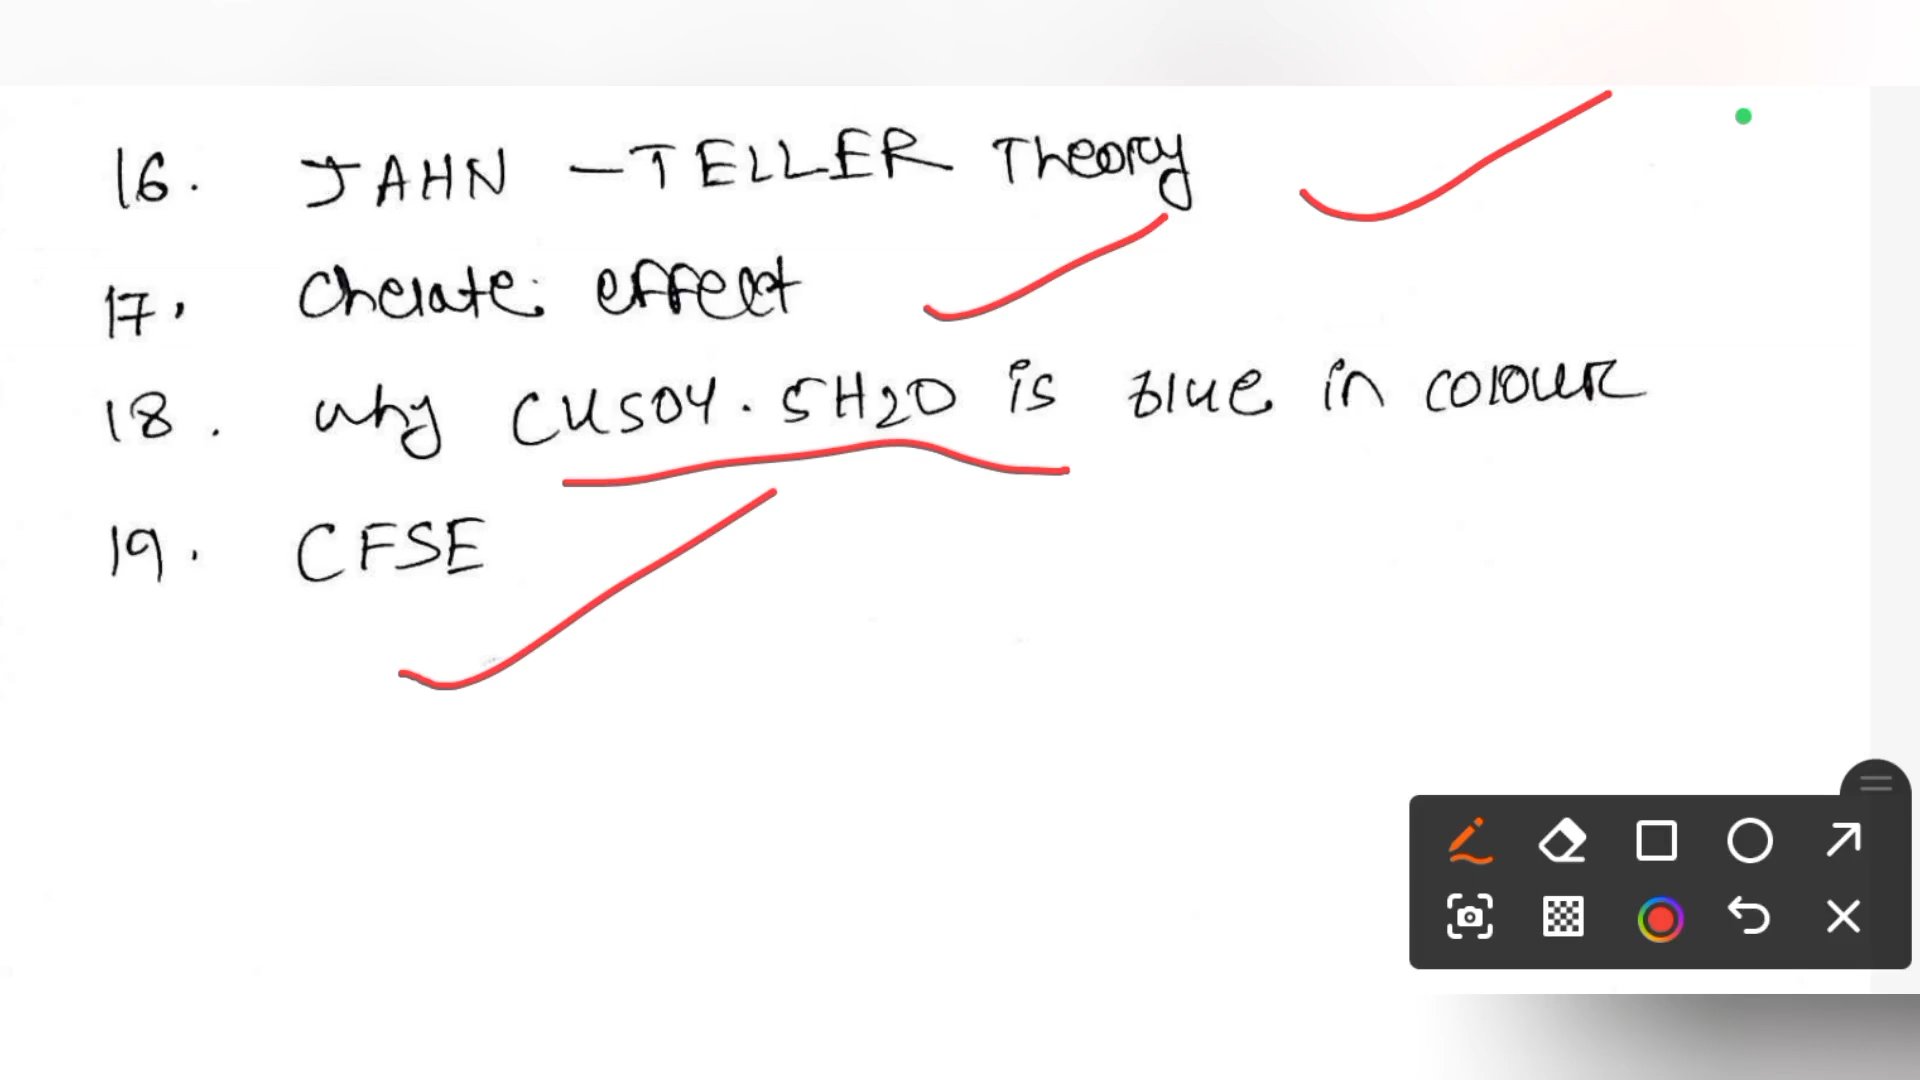 16. JAHN - TELLER Theory
17, Chelate effect
18. why CUSO4.5H2O is blue in colour
19. CFSE